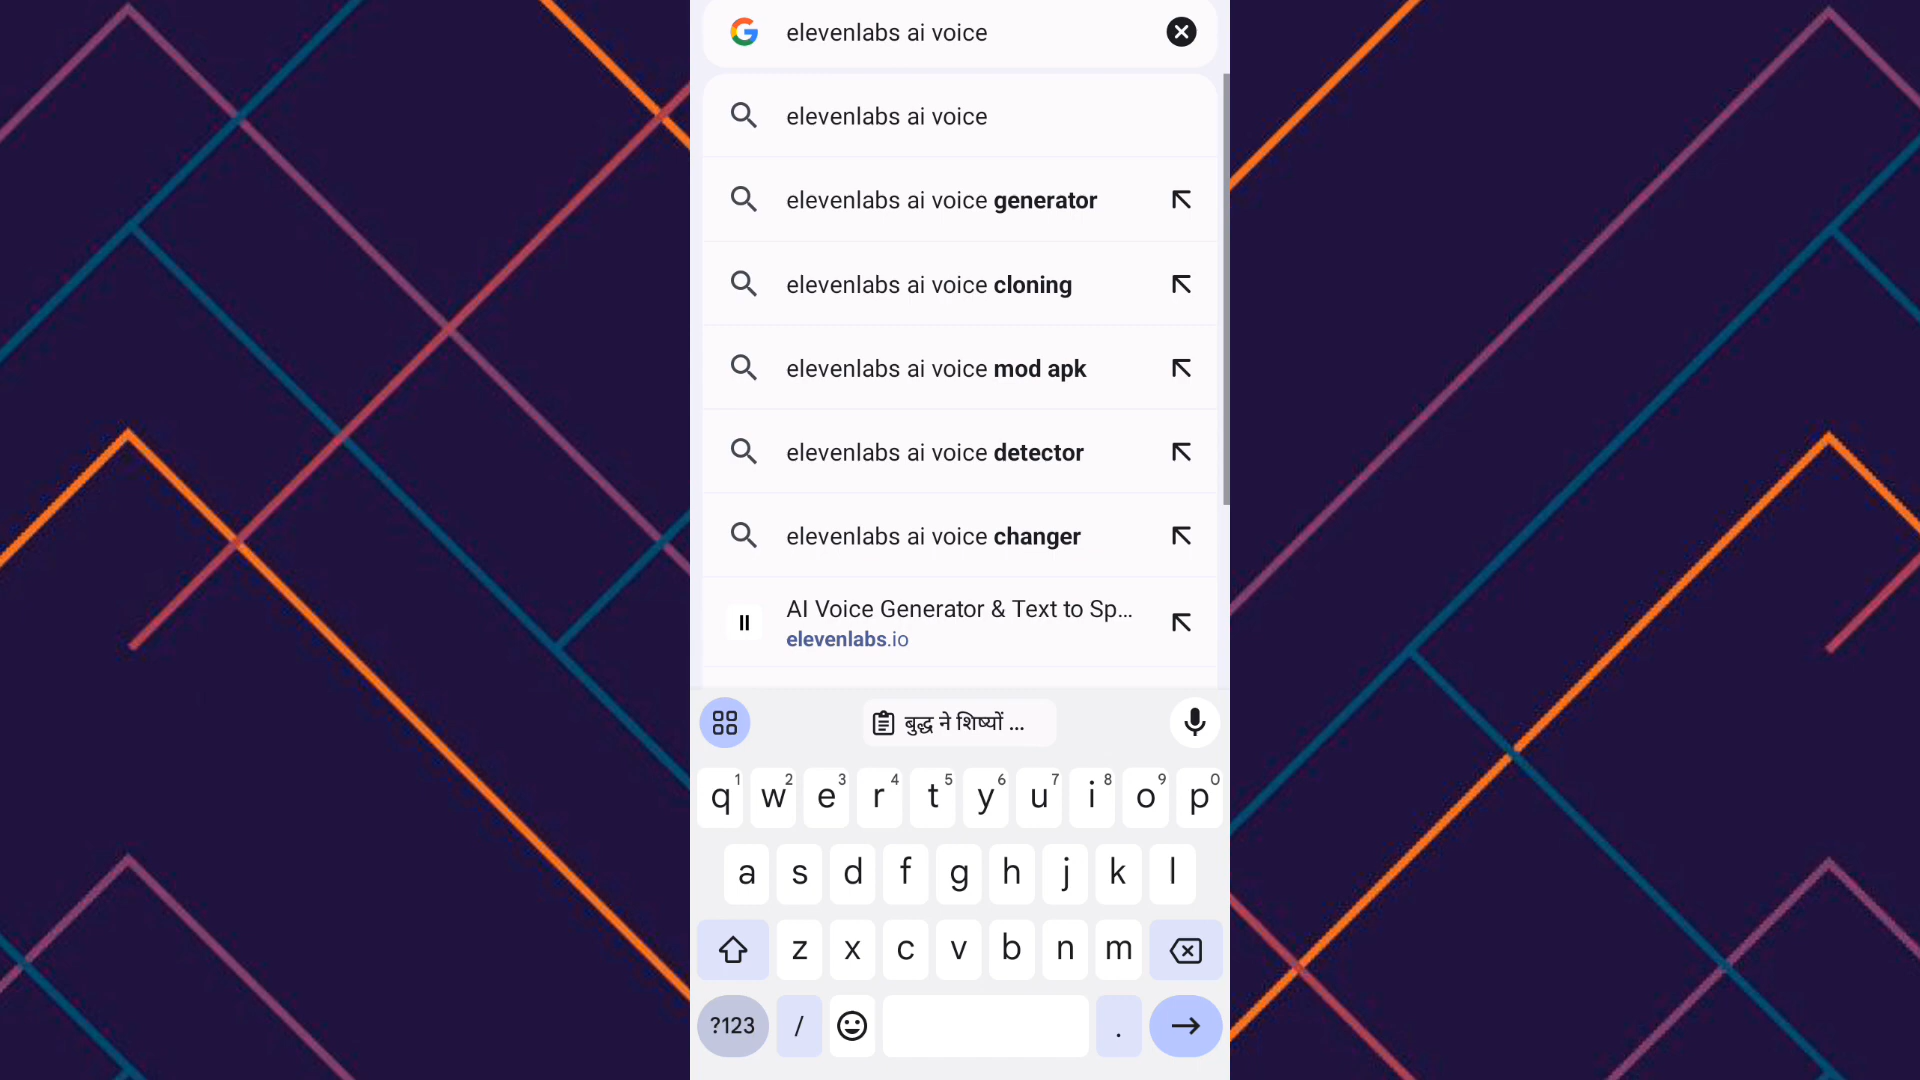 elevenlabs ai voice
elevenlabs ai voice
elevenlabs ai voice generator
elevenlabs ai voice cloning
elevenlabs ai voice mod apk
elevenlabs ai voice detector
elevenlabs ai voice changer
AI Voice Generator & Text to Sp...
elevenlabs.io
बुद्ध ने शिष्यों ...
q1 w2 e3 r4 t5 y6 u7 i8 o9 p0
a s d f g h j k l
z x c v b n m
?123 / .